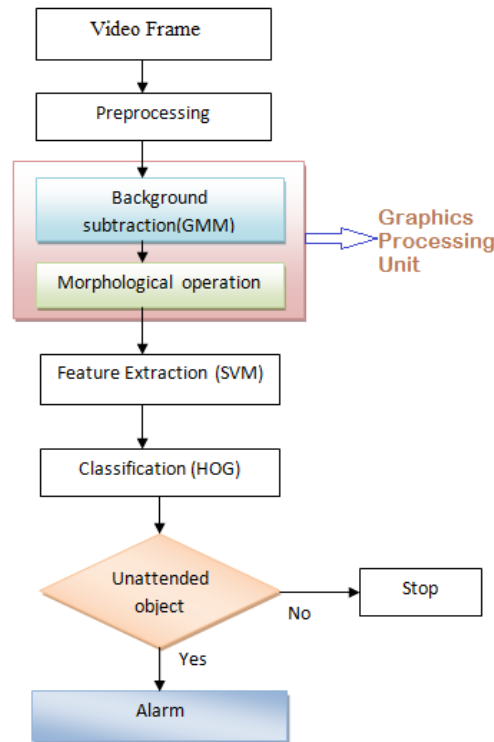 Video Frame
Preprocessing
Background
subtraction(GMM)
Graphics
Processing
Unit
Morphological operation
Feature Extraction (SVM)
Classification (HOG)
Unattended
object
No
Stop
Yes
Alarm